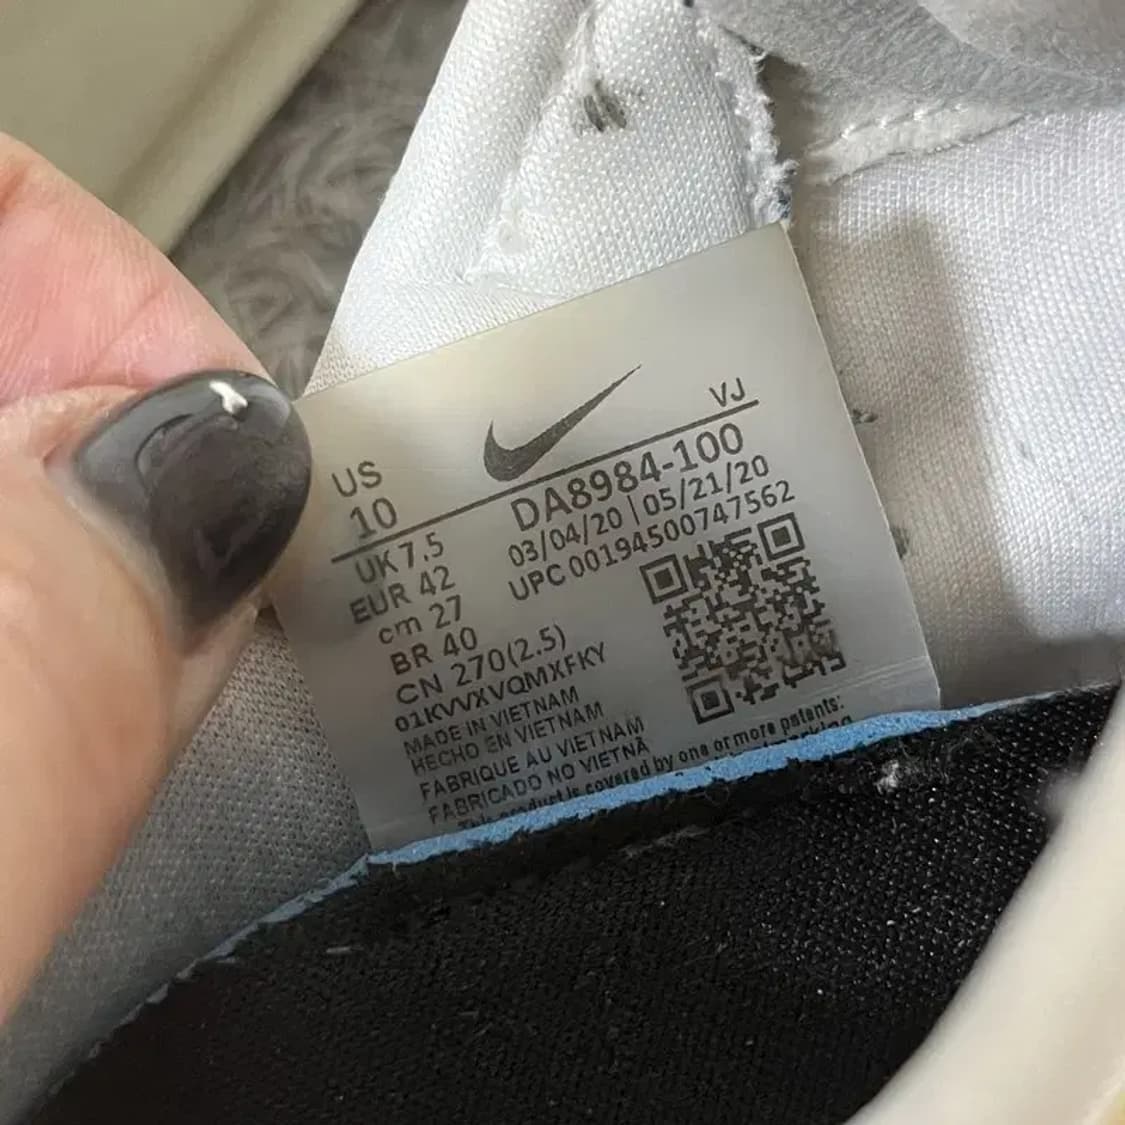 VJ
US
10
DA8984-100
03/04/20 | 05/21/20
UPC 00194500747562
UK 7.5
EUR 42
cm 27
BR 40
CN 270(2.5)
01KVVXVQMXFKY
MADE IN VIETNAM
HECHO EN VIETNAM
FABRIQUE AU VIETNAM
FABRICADO NO VIETNÃ
This product is covered by one or more patents: